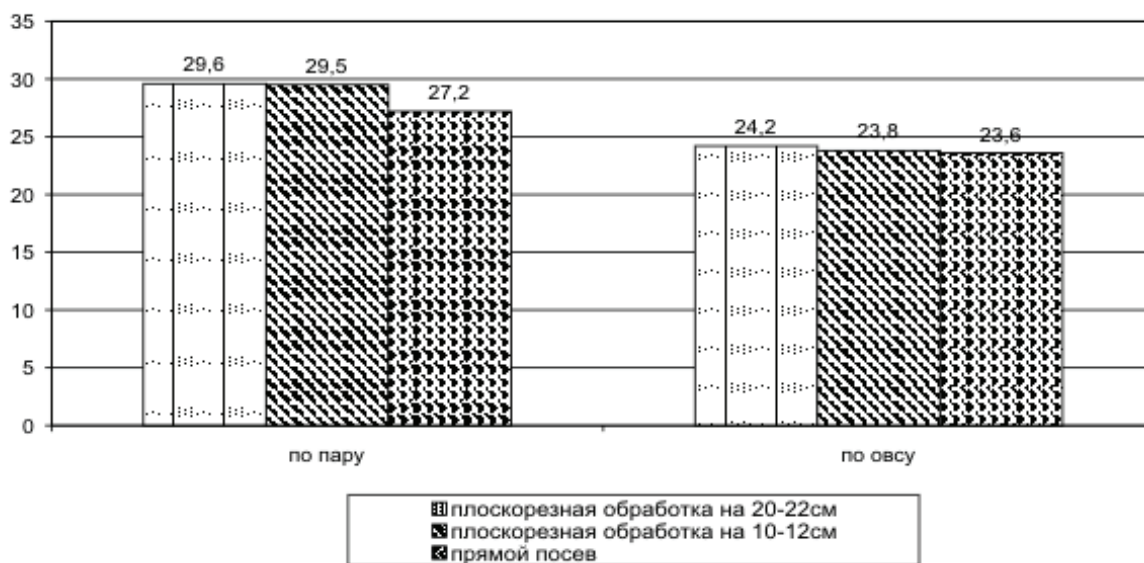 35
30
25
20
15
10
5
0
29,6
29,5
27,2
24,2
23,8
23,6
по пару
по овсу
плоскорезная обработка на 20-22см
плоскорезная обработка на 10-12см
прямой посев